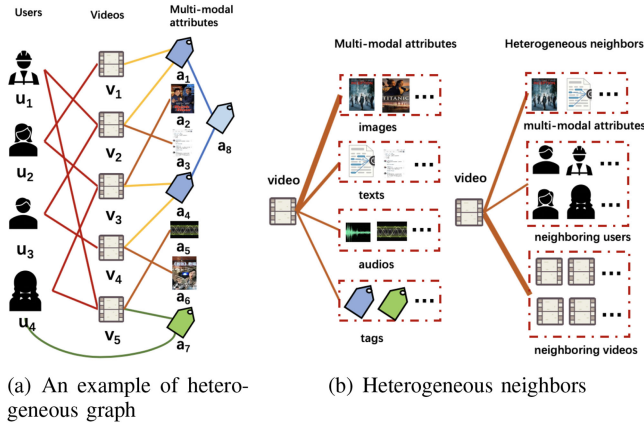 Users
Videos
Multi-modal
attributes
u1
u2
u3
u4
v1
v2
v3
v4
v5
a1
a2
a3
a4
a5
a6
a7
a8
(a) An example of hetero-
geneous graph
Multi-modal attributes
video
images
texts
audios
tags
Heterogeneous neighbors
video
multi-modal attributes
neighboring users
neighboring videos
(b) Heterogeneous neighbors